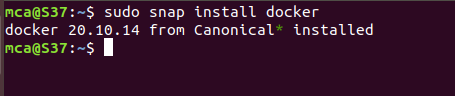 mca@S37:~$ sudo snap install docker
docker 20.10.14 from Canonical* installed
mca@S37:~$